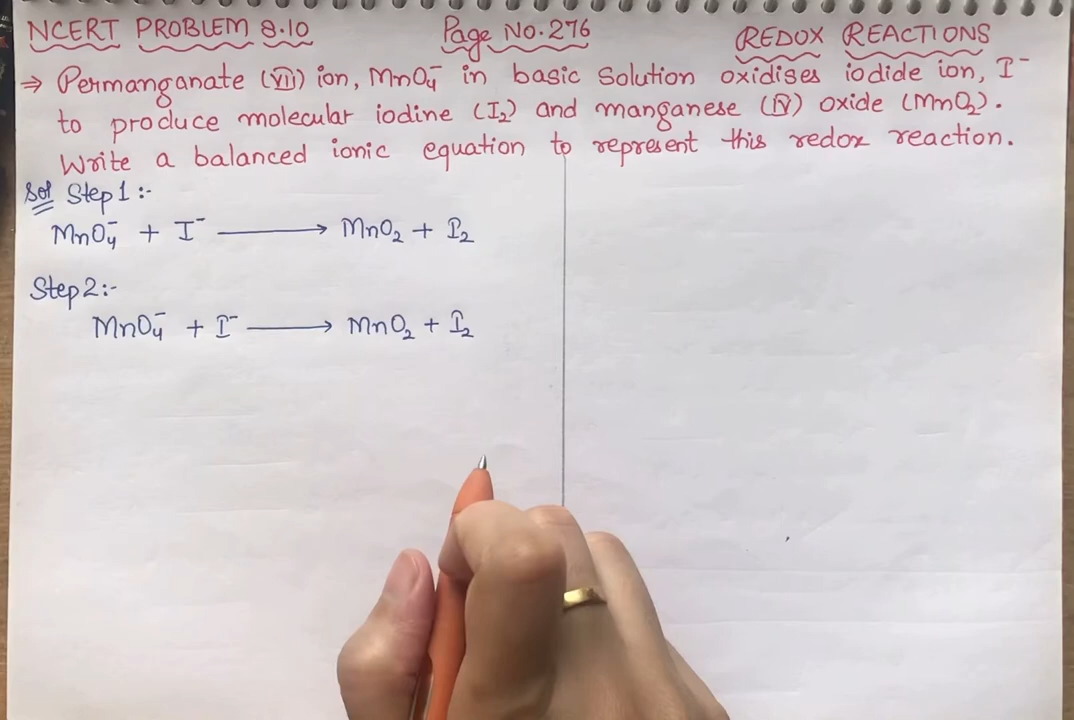 NCERT PROBLEM 8.10 Page No. 276 REDOX REACTIONS
⇒ Permanganate (VII) ion, MnO₄⁻ in basic solution oxidises iodide ion, I⁻
to produce molecular iodine (I₂) and manganese (IV) oxide (MnO₂).
Write a balanced ionic equation to represent this redox reaction.
Sol Step 1:-
MnO₄⁻ + I⁻ ⟶ MnO₂ + I₂
Step 2:-
MnO₄⁻ + I⁻ ⟶ MnO₂ + I₂